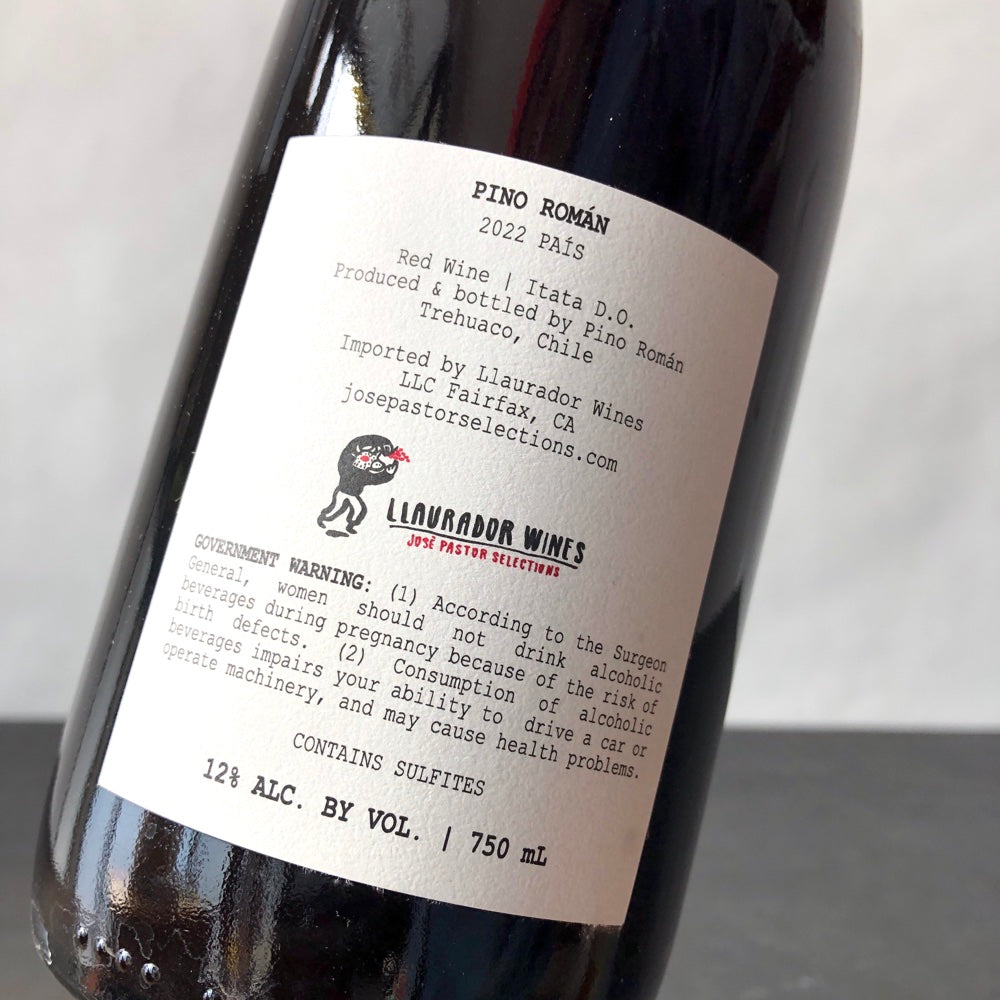 PINO ROMÁN
2022 PAÍS
Red Wine | Itata D.O.
Produced & bottled by Pino Román
Trehuaco, Chile
Imported by Llaurador Wines
LLC Fairfax, CA
josepastorselections.com
LLAURADOR WINES
JOSÉ PASTOR SELECTIONS
GOVERNMENT WARNING: (1) According to the Surgeon
General, women should not drink alcoholic
beverages during pregnancy because of the risk of
birth defects. (2) Consumption of alcoholic
beverages impairs your ability to drive a car or
operate machinery, and may cause health problems.
CONTAINS SULFITES
12% ALC. BY VOL. | 750 mL